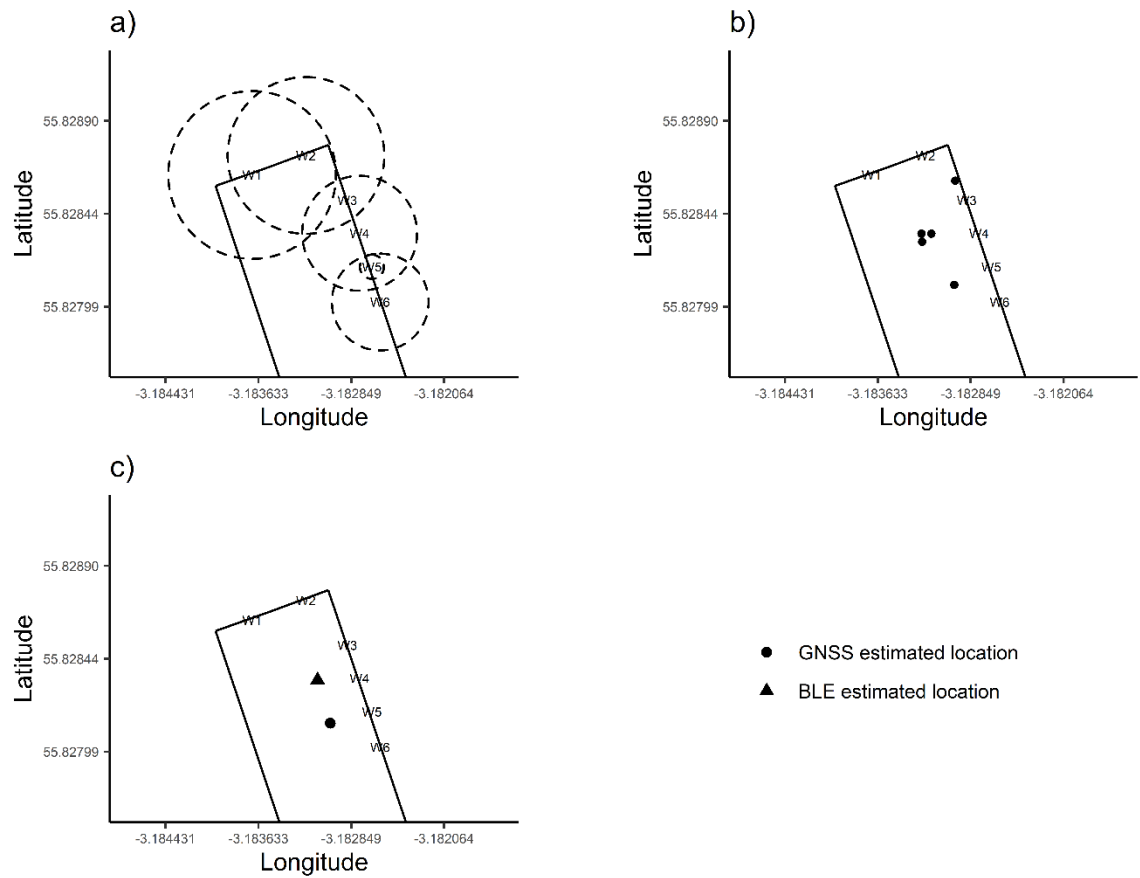 a)
Latitude
55.82890
55.82844
55.82799
W1
W2
W3
W4
W5
W6
-3.184431
-3.183633
-3.182849
-3.182064
Longitude
b)
Latitude
55.82890
55.82844
55.82799
W1
W2
W3
W4
W5
W6
-3.184431
-3.183633
-3.182849
-3.182064
Longitude
c)
Latitude
55.82890
55.82844
55.82799
W1
W2
W3
W4
W5
W6
-3.184431
-3.183633
-3.182849
-3.182064
Longitude
GNSS estimated location
BLE estimated location